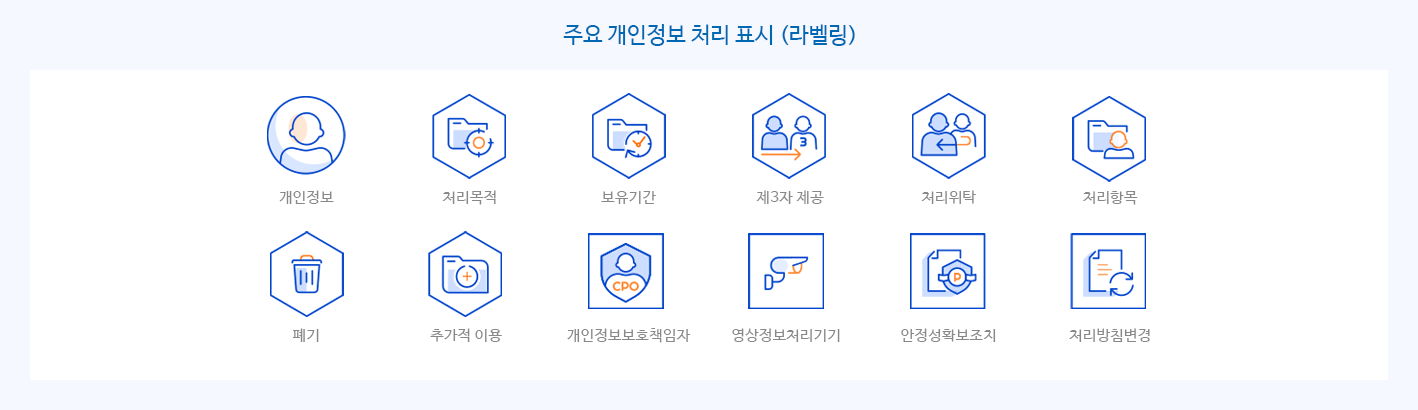 주요 개인정보 처리 표시 (라벨링)
3
개인정보 처리목적 보유기간 제3자 제공 처리위탁 처리항목
CPO P
폐기 추가적 이용 개인정보보호책임자 영상정보처리기기 안정성확보조치 처리방침변경